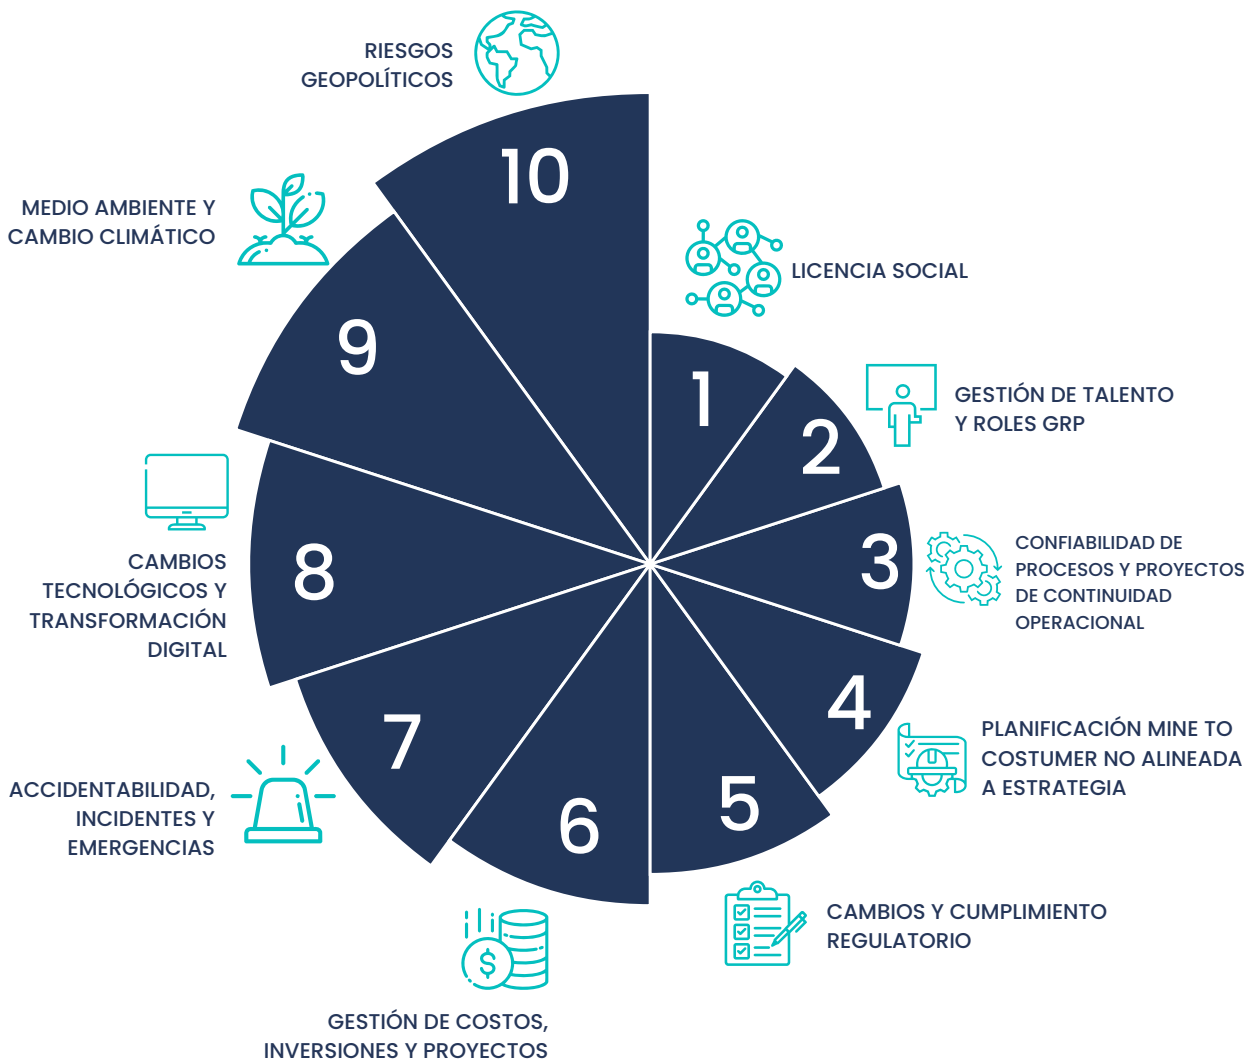 1
LICENCIA SOCIAL
2
GESTIÓN DE TALENTO
Y ROLES GRP
3
CONFIABILIDAD DE
PROCESOS Y PROYECTOS
DE CONTINUIDAD
OPERACIONAL
4
PLANIFICACIÓN MINE TO
COSTUMER NO ALINEADA
A ESTRATEGIA
5
CAMBIOS Y CUMPLIMIENTO
REGULATORIO
6
$
GESTIÓN DE COSTOS,
INVERSIONES Y PROYECTOS
7
ACCIDENTABILIDAD,
INCIDENTES Y
EMERGENCIAS
8
CAMBIOS
TECNOLÓGICOS Y
TRANSFORMACIÓN
DIGITAL
9
MEDIO AMBIENTE Y
CAMBIO CLIMÁTICO
10
RIESGOS
GEOPOLÍTICOS